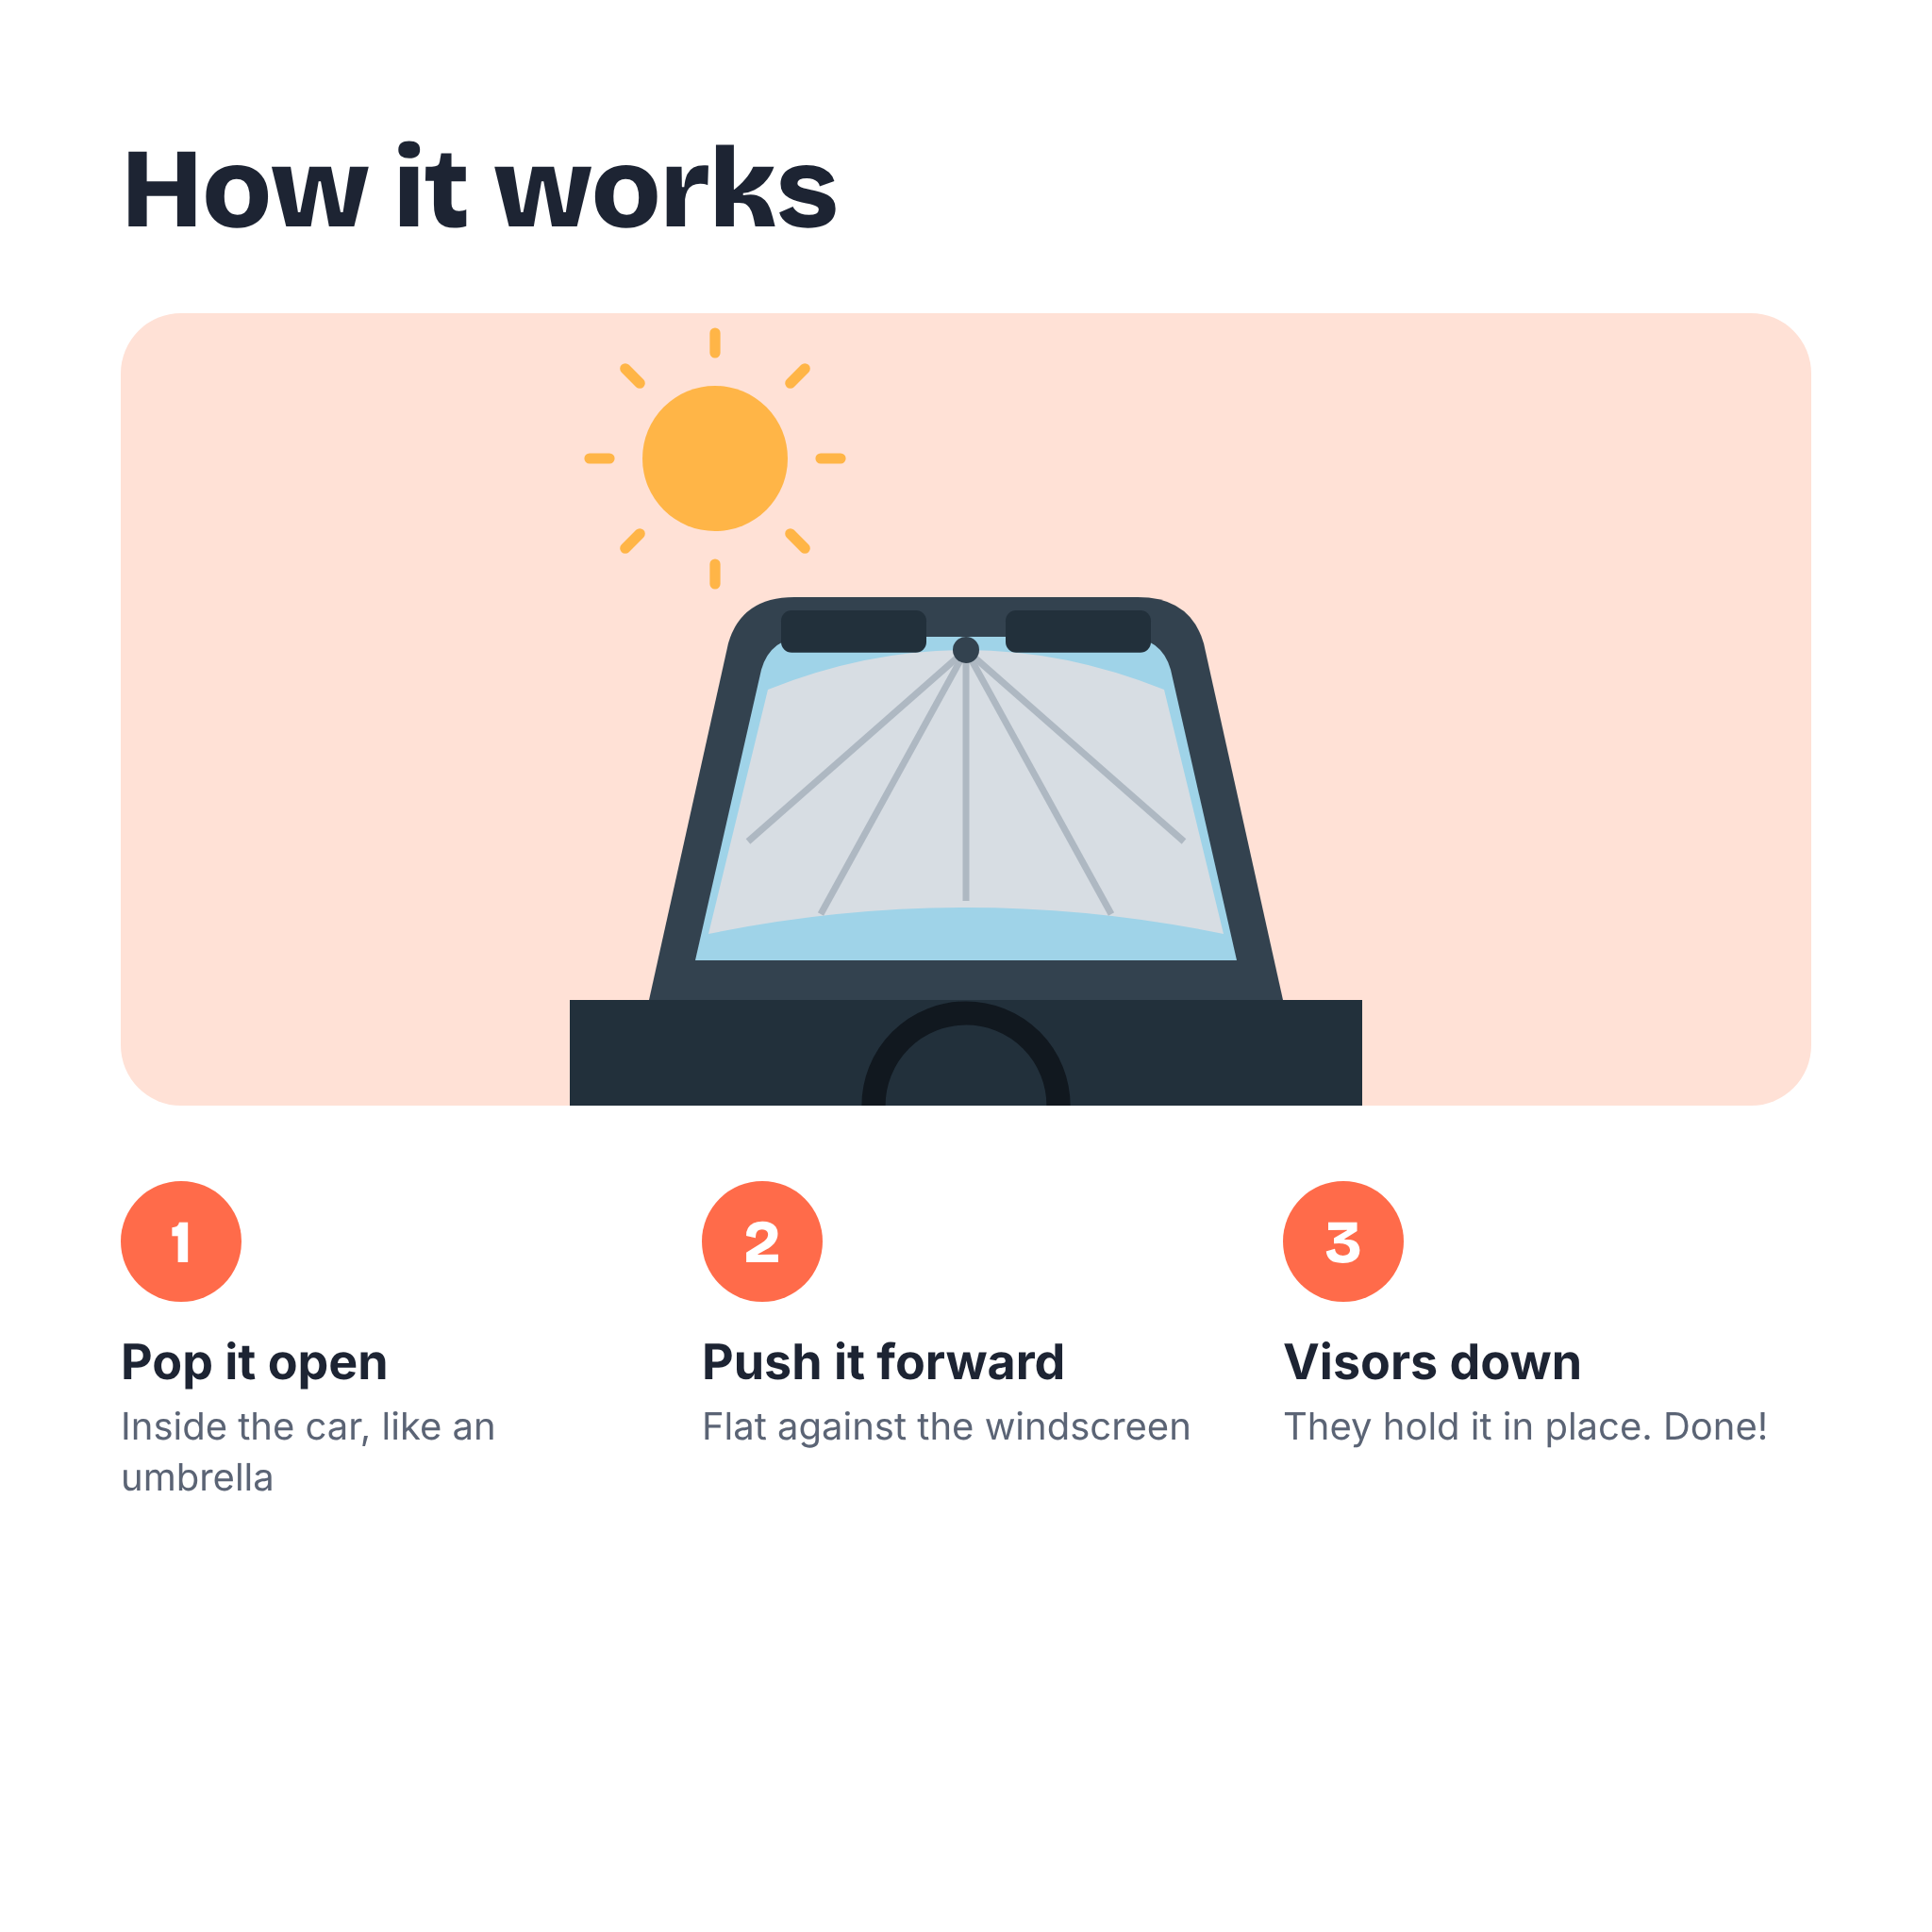 How it works
1
2
3
Pop it open
Inside the car, like an
umbrella
Push it forward
Flat against the windscreen
Visors down
They hold it in place. Done!